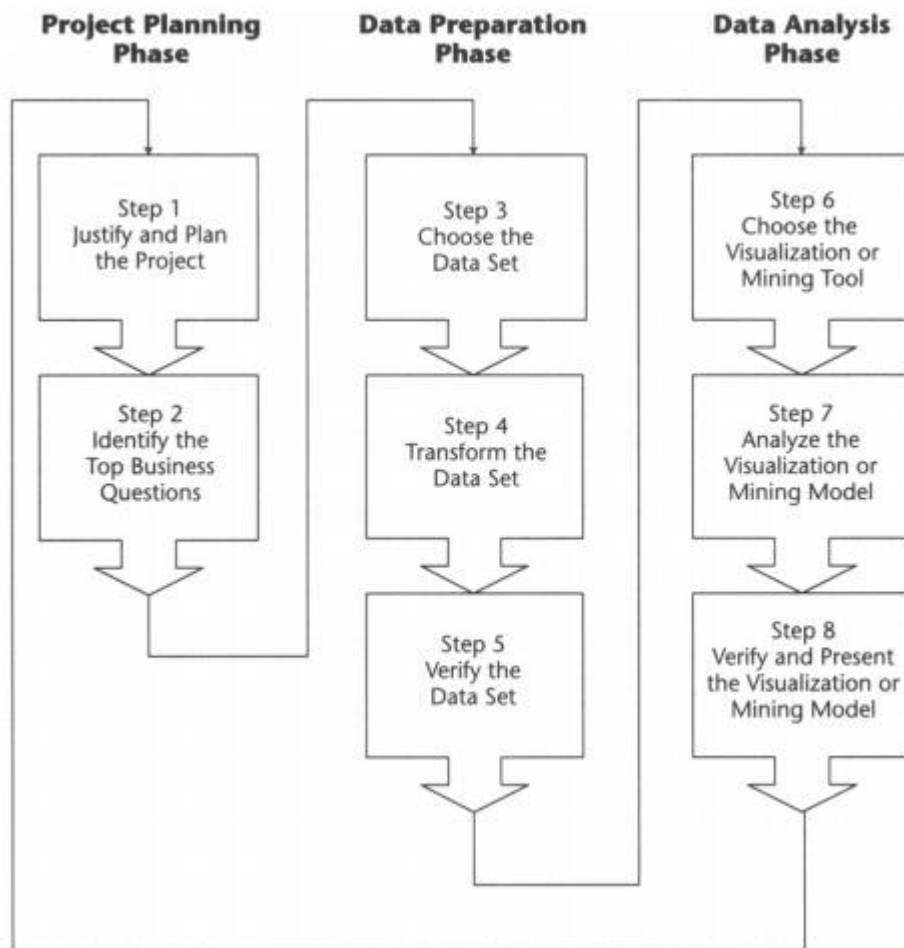 Project Planning
Phase
Data Preparation
Phase
Data Analysis
Phase
Step 1
Justify and Plan
the Project
Step 2
Identify the
Top Business
Questions
Step 3
Choose the
Data Set
Step 4
Transform the
Data Set
Step 5
Verify the
Data Set
Step 6
Choose the
Visualization or
Mining Tool
Step 7
Analyze the
Visualization or
Mining Model
Step 8
Verify and Present
the Visualization or
Mining Model